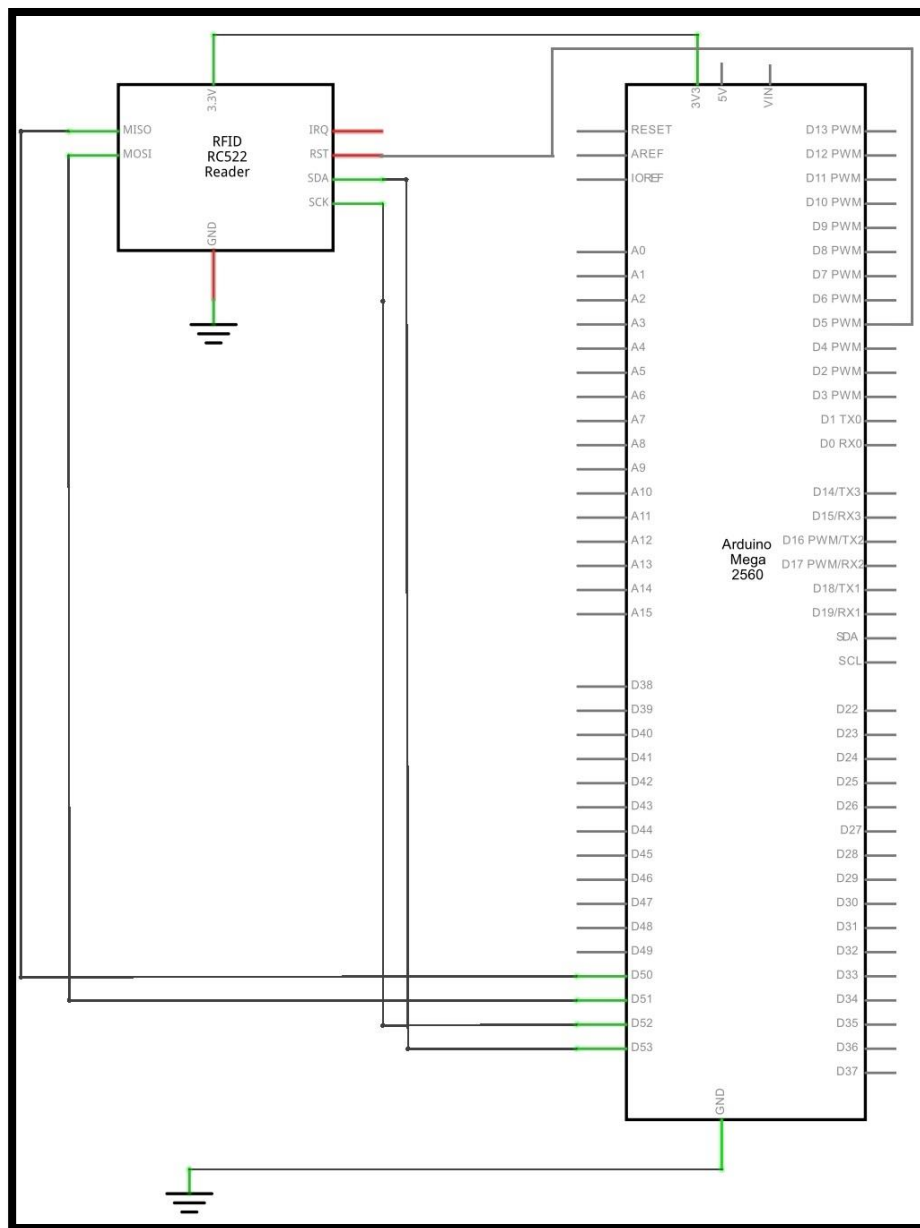 3.3V
MISO
MOSI
RFID
RC522
Reader
IRQ
RST
SDA
SCK
GND
3V3
5V
VIN
RESET
AREF
IOREF
A0
A1
A2
A3
A4
A5
A6
A7
A8
A9
A10
A11
A12
A13
A14
A15
D38
D39
D40
D41
D42
D43
D44
D45
D46
D47
D48
D49
D50
D51
D52
D53
Arduino
Mega
2560
D13 PWM
D12 PWM
D11 PWM
D10 PWM
D9 PWM
D8 PWM
D7 PWM
D6 PWM
D5 PWM
D4 PWM
D2 PWM
D3 PWM
D1 TX0
D0 RX0
D14/TX3
D15/RX3
D16 PWM/TX2
D17 PWM/RX2
D18/TX1
D19/RX1
SDA
SCL
D22
D23
D24
D25
D26
D27
D28
D29
D30
D31
D32
D33
D34
D35
D36
D37
GND